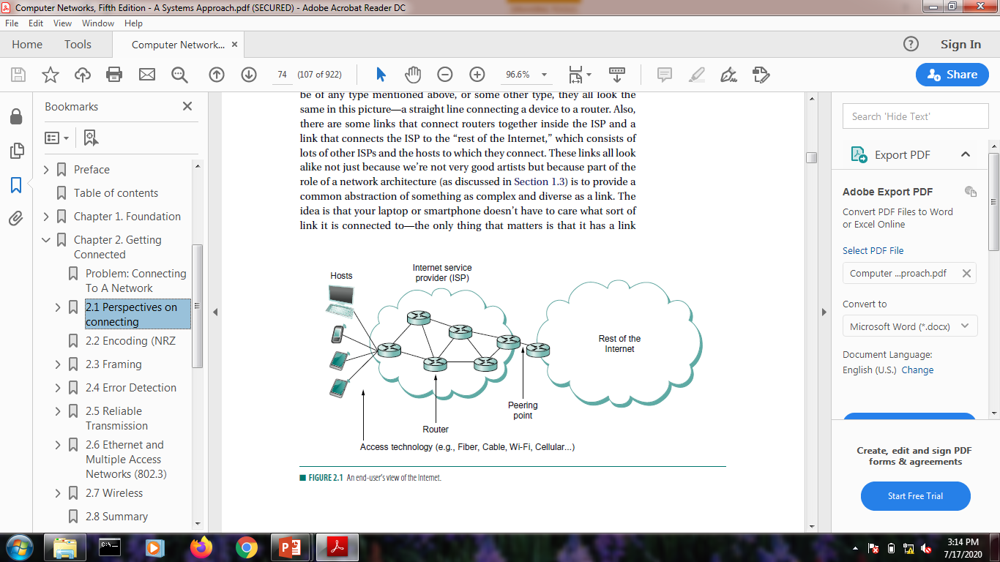 Computer Networks, Fifth Edition - A Systems Approach.pdf (SECURED) - Adobe Acrobat Reader DC
File Edit View Window Help
Home Tools Computer Network... × ? Sign In
74 (107 of 922) 96.6% Share
Bookmarks
Preface
Table of contents
Chapter 1. Foundation
Chapter 2. Getting
Connected
Problem: Connecting
To A Network
2.1 Perspectives on
connecting
2.2 Encoding (NRZ
2.3 Framing
2.4 Error Detection
2.5 Reliable
Transmission
2.6 Ethernet and
Multiple Access
Networks (802.3)
2.7 Wireless
2.8 Summary
be of any type mentioned above, or some other type, they all look the
same in this picture—a straight line connecting a device to a router. Also,
there are some links that connect routers together inside the ISP and a
link that connects the ISP to the “rest of the Internet,” which consists of
lots of other ISPs and the hosts to which they connect. These links all look
alike not just because we’re not very good artists but because part of the
role of a network architecture (as discussed in Section 1.3) is to provide a
common abstraction of something as complex and diverse as a link. The
idea is that your laptop or smartphone doesn’t have to care what sort of
link it is connected to—the only thing that matters is that it has a link
Hosts
Internet service
provider (ISP)
Rest of the
Internet
Peering
point
Router
Access technology (e.g., Fiber, Cable, Wi-Fi, Cellular...)
FIGURE 2.1 An end-user’s view of the Internet.
Search 'Hide Text'
Export PDF
Adobe Export PDF
Convert PDF Files to Word
or Excel Online
Select PDF File
Computer ...proach.pdf
Convert to
Microsoft Word (*.docx)
Document Language:
English (U.S.) Change
Create, edit and sign PDF
forms & agreements
Start Free Trial
C:\
3:14 PM
7/17/2020